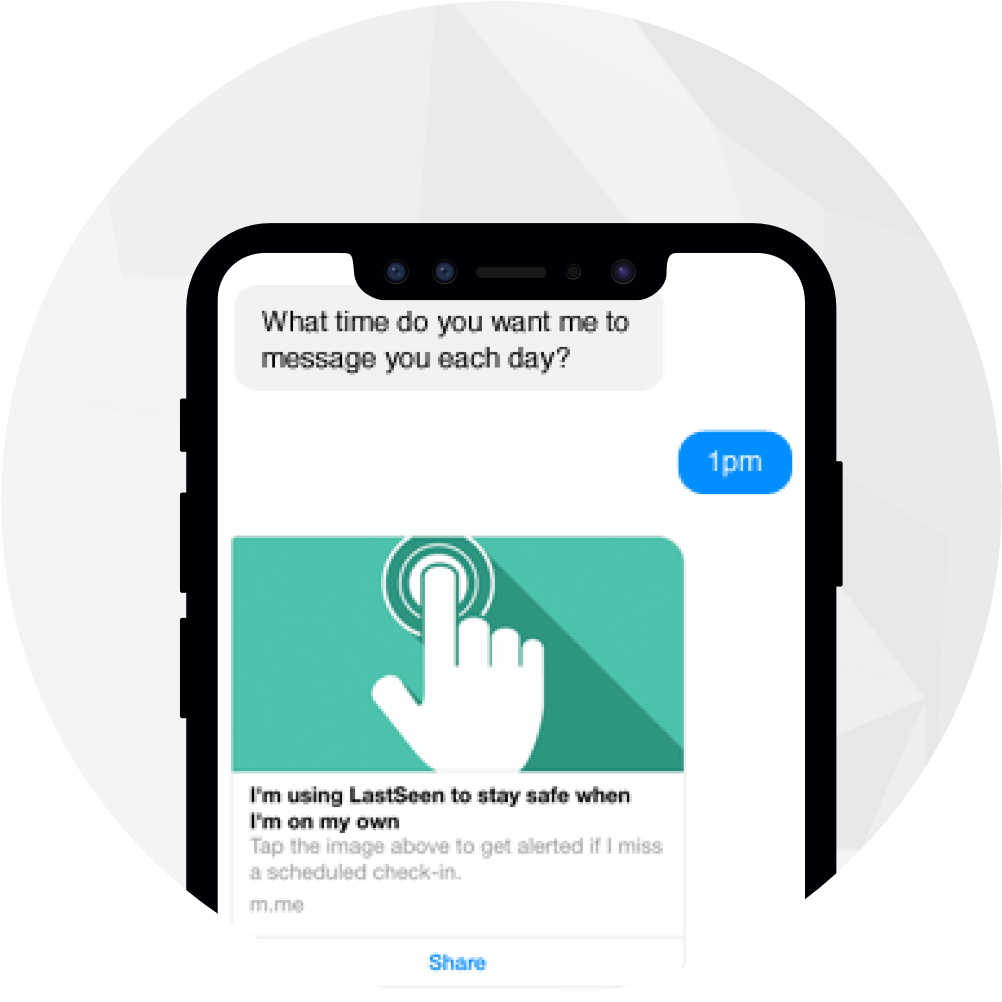 What time do you want me to
message you each day?
1pm
I'm using LastSeen to stay safe when
I'm on my own
Tap the image above to get alerted if I miss
a scheduled check-in.
m.me
Share